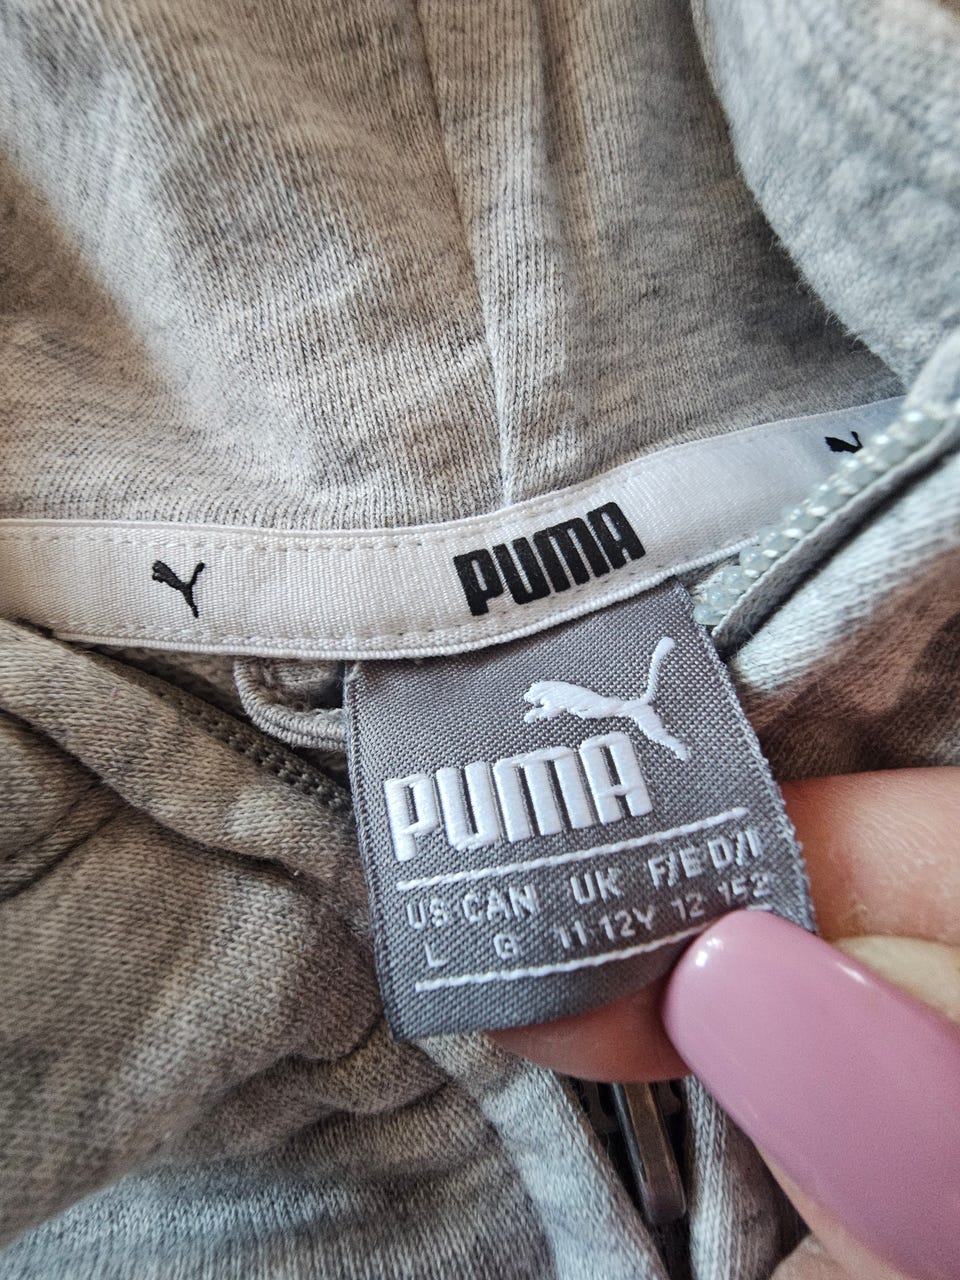 PUMA
PUMA
US CAN UK F/E D/I
L G 11-12Y 12 152